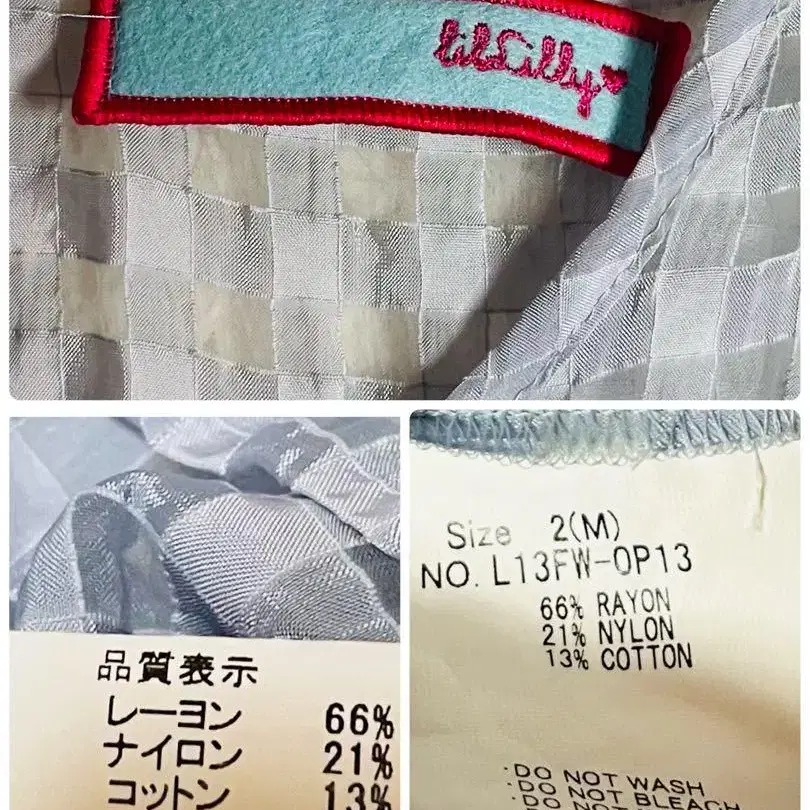 lilLilly
品質表示
レーヨン 66%
ナイロン 21%
コットン 13%
Size 2(M)
NO. L13FW-OP13
66% RAYON
21% NYLON
13% COTTON
・DO NOT WASH
・DO NOT BLEACH